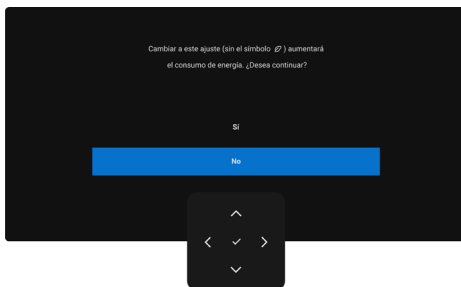 Cambiar a este ajuste (sin el símbolo ) aumentará
el consumo de energía. ¿Desea continuar?
Sí
No